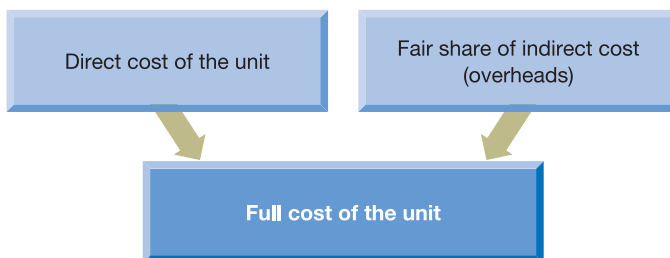 Direct cost of the unit
Fair share of indirect cost
(overheads)
Full cost of the unit